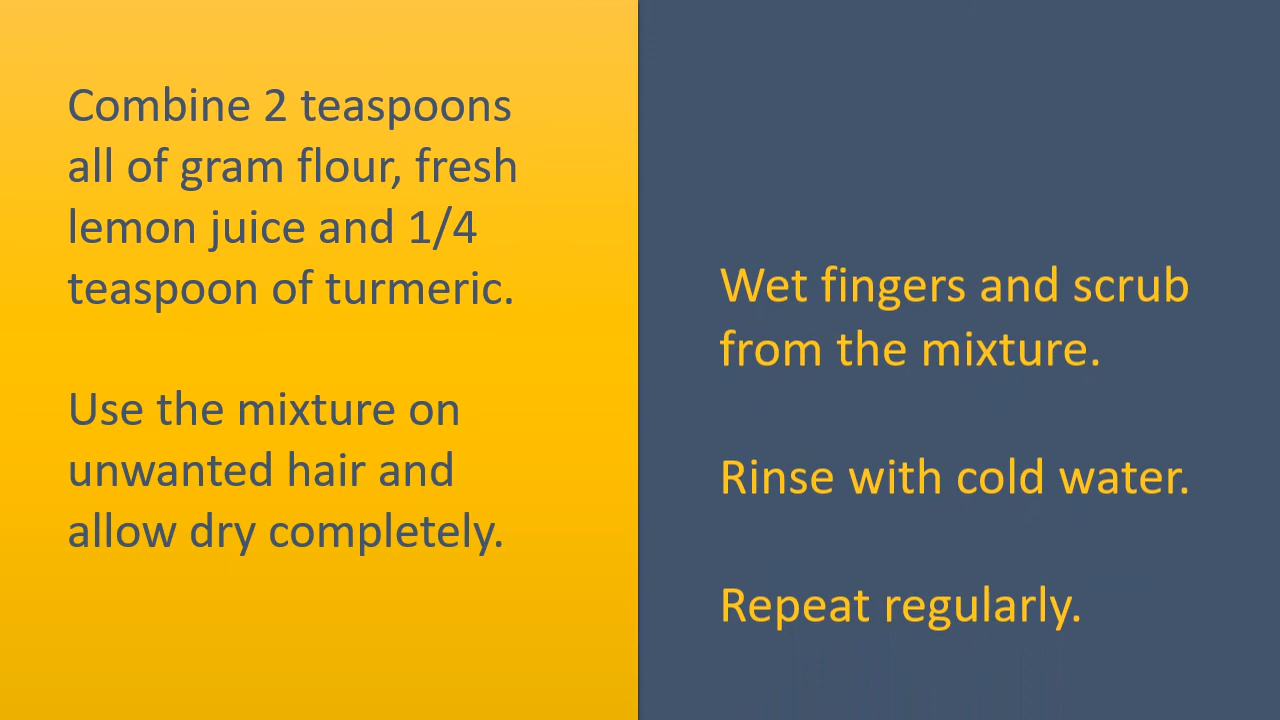 Combine 2 teaspoons
all of gram flour, fresh
lemon juice and 1/4
teaspoon of turmeric.
Use the mixture on
unwanted hair and
allow dry completely.
Wet fingers and scrub
from the mixture.
Rinse with cold water.
Repeat regularly.